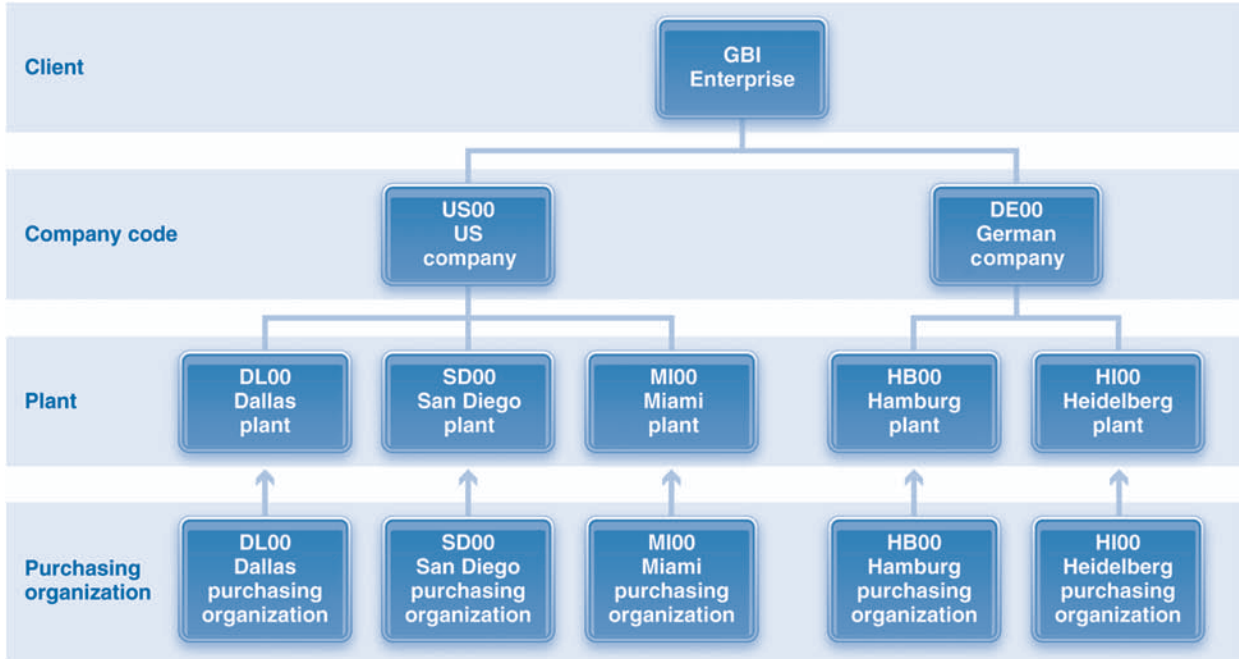 Client
GBI
Enterprise
Company code
US00
US
company
DE00
German
company
Plant
DL00
Dallas
plant
SD00
San Diego
plant
MI00
Miami
plant
HB00
Hamburg
plant
HI00
Heidelberg
plant
Purchasing
organization
DL00
Dallas
purchasing
organization
SD00
San Diego
purchasing
organization
MI00
Miami
purchasing
organization
HB00
Hamburg
purchasing
organization
HI00
Heidelberg
purchasing
organization